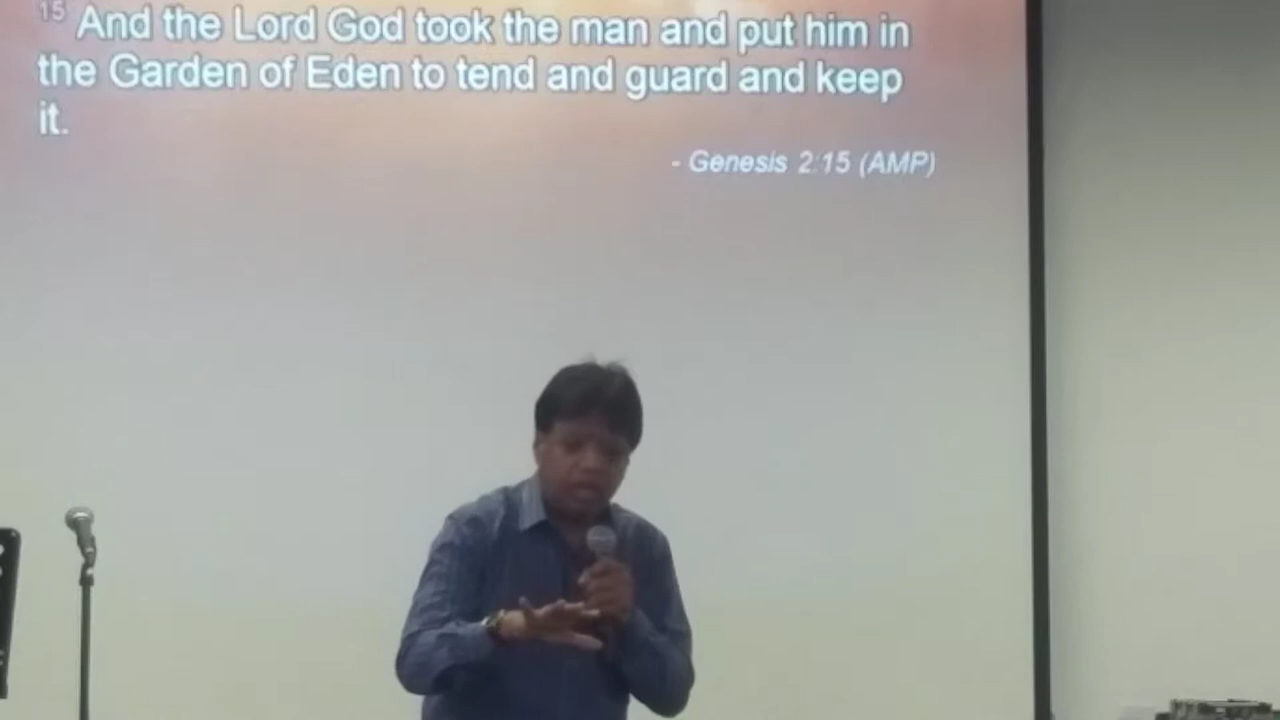 15 And the Lord God took the man and put him in
the Garden of Eden to tend and guard and keep
it.
- Genesis 2:15 (AMP)